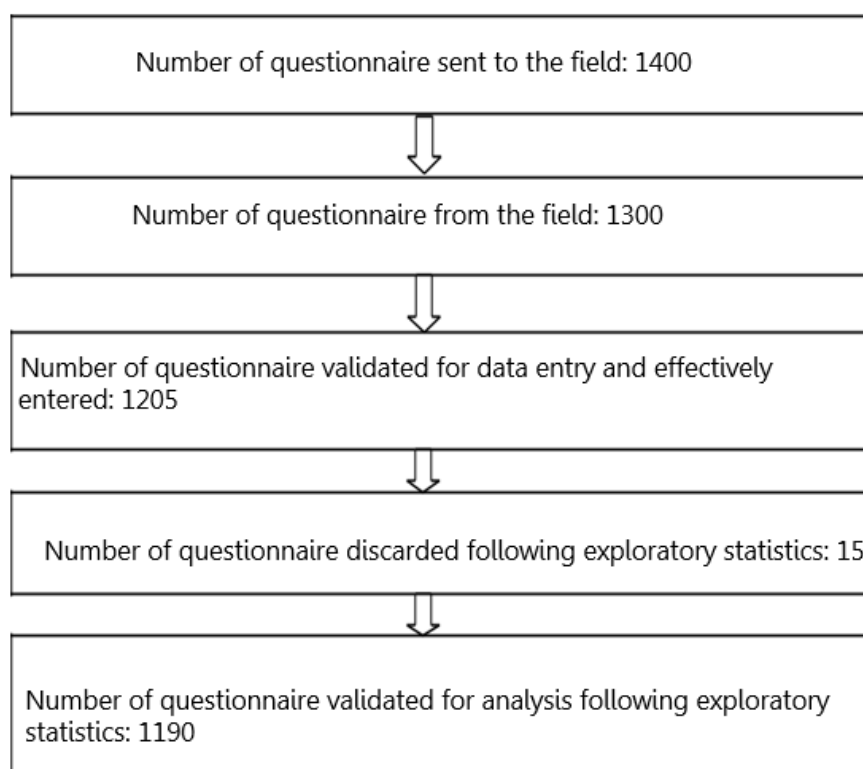 Number of questionnaire sent to the field: 1400
Number of questionnaire from the field: 1300
Number of questionnaire validated for data entry and effectively
entered: 1205
Number of questionnaire discarded following exploratory statistics: 15
Number of questionnaire validated for analysis following exploratory
statistics: 1190